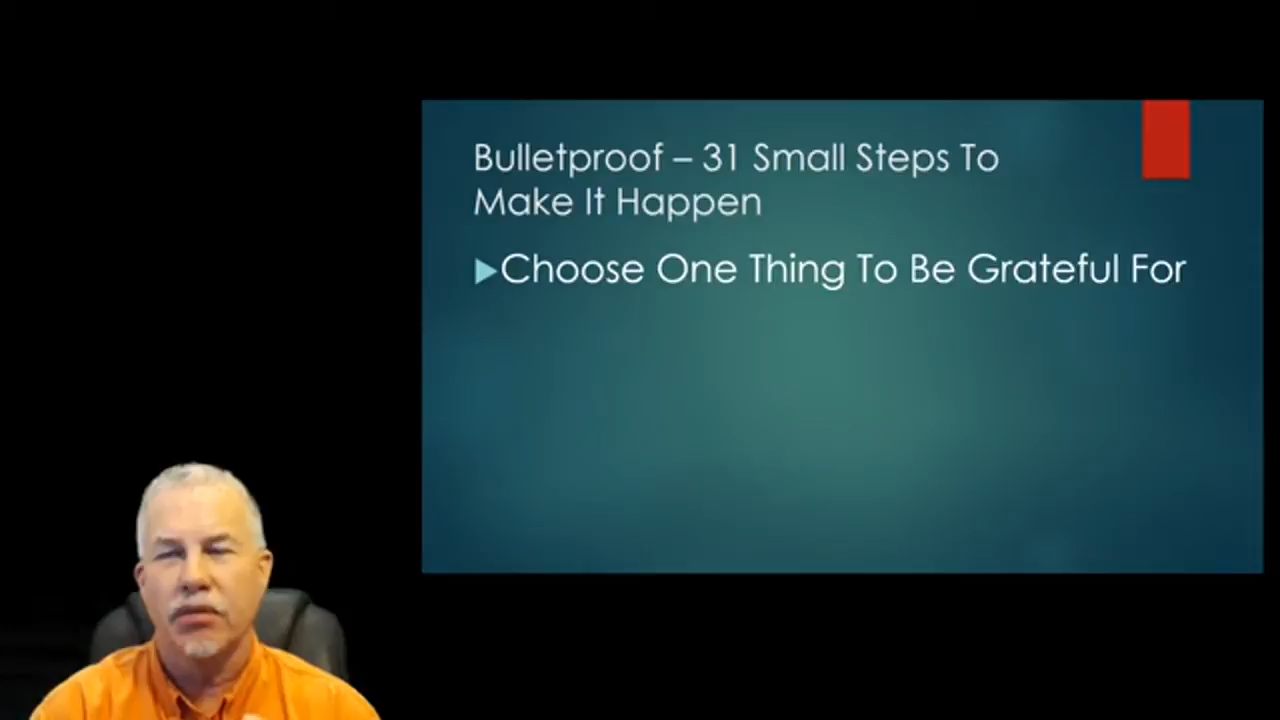 Bulletproof – 31 Small Steps To
Make It Happen
Choose One Thing To Be Grateful For